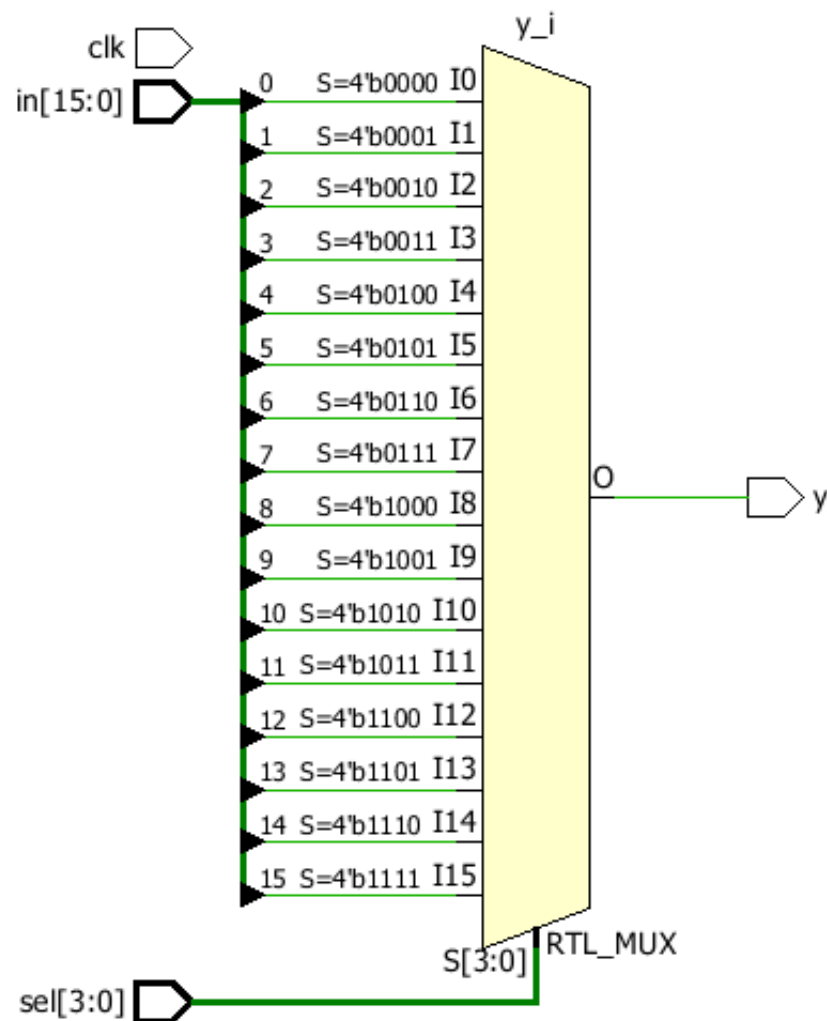 y_i
clk
in[15:0]
0 S=4'b0000 I0
1 S=4'b0001 I1
2 S=4'b0010 I2
3 S=4'b0011 I3
4 S=4'b0100 I4
5 S=4'b0101 I5
6 S=4'b0110 I6
7 S=4'b0111 I7
8 S=4'b1000 I8
9 S=4'b1001 I9
10 S=4'b1010 I10
11 S=4'b1011 I11
12 S=4'b1100 I12
13 S=4'b1101 I13
14 S=4'b1110 I14
15 S=4'b1111 I15
O
y
S[3:0]
RTL_MUX
sel[3:0]